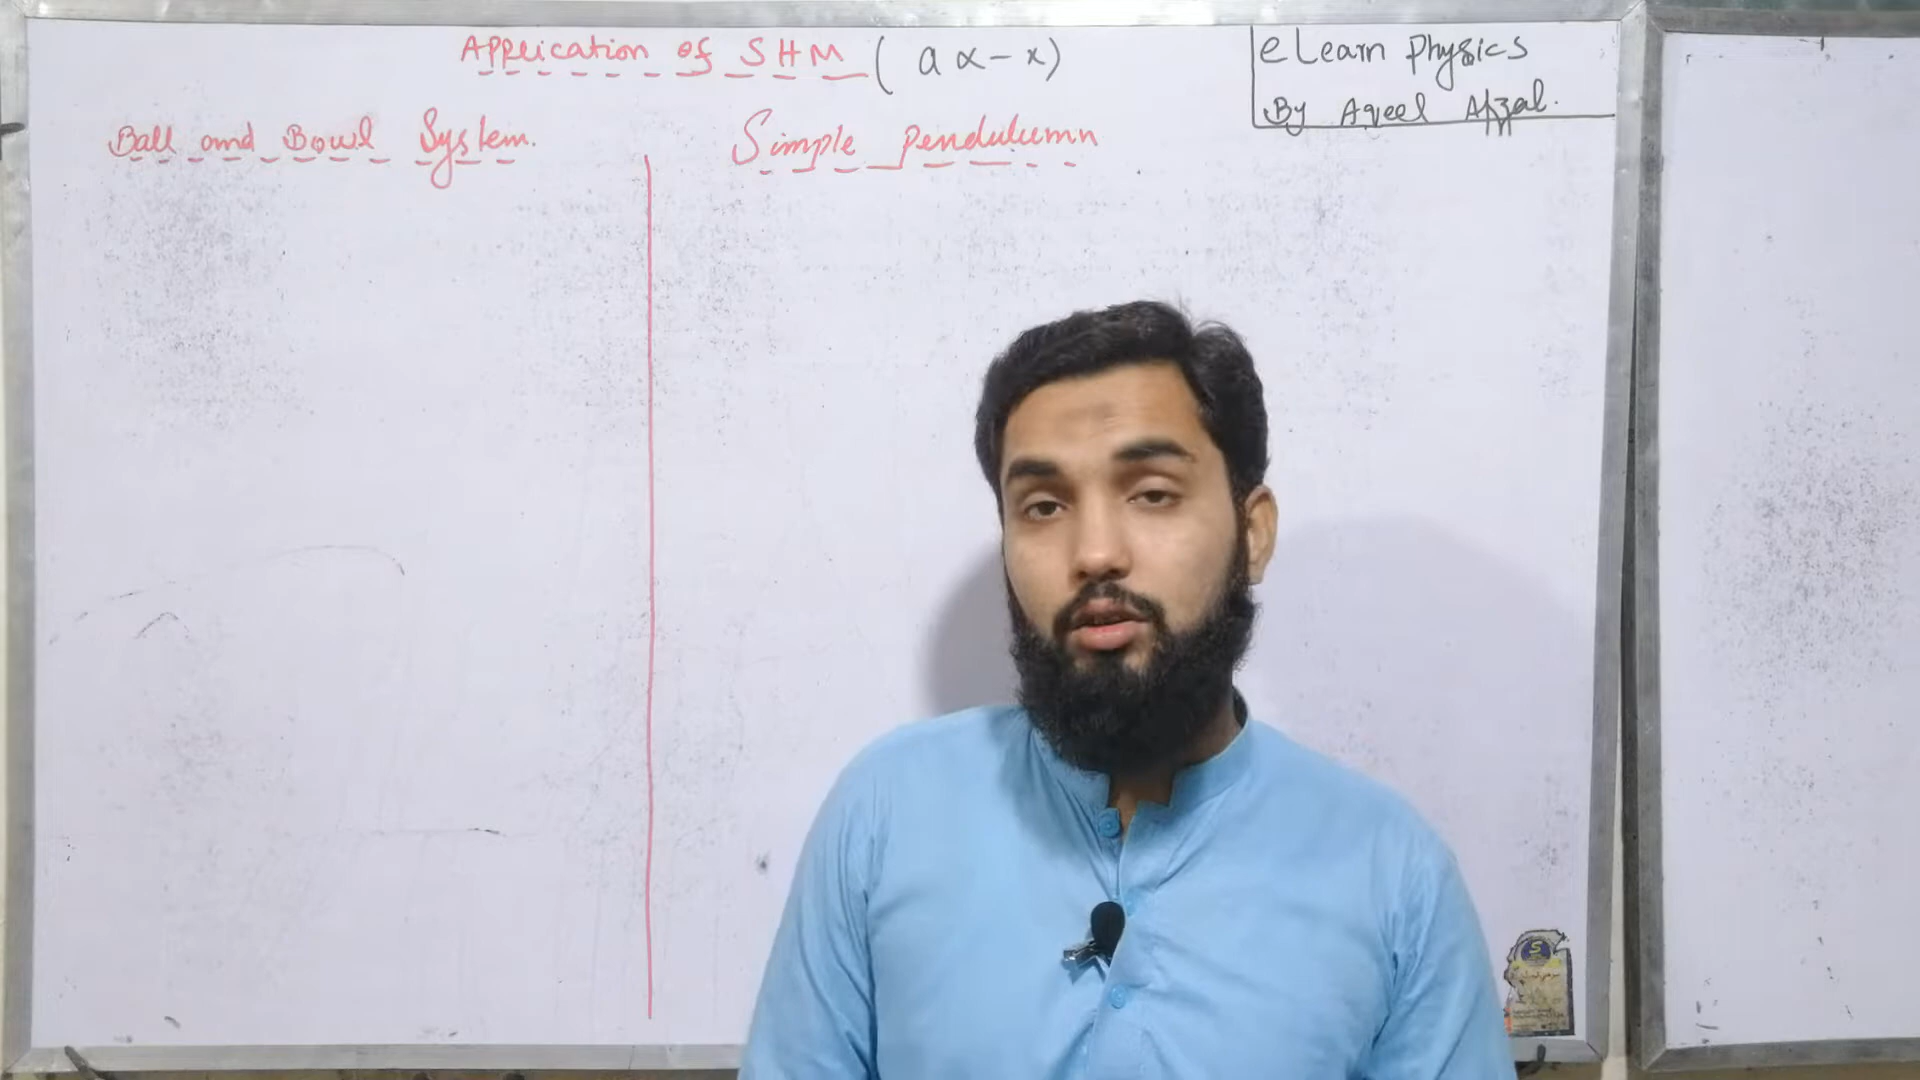 Application of SHM ( a α - x )
eLearn Physics
By Aqeel Afzal.
Ball and Bowl System.
Simple Pendulumn